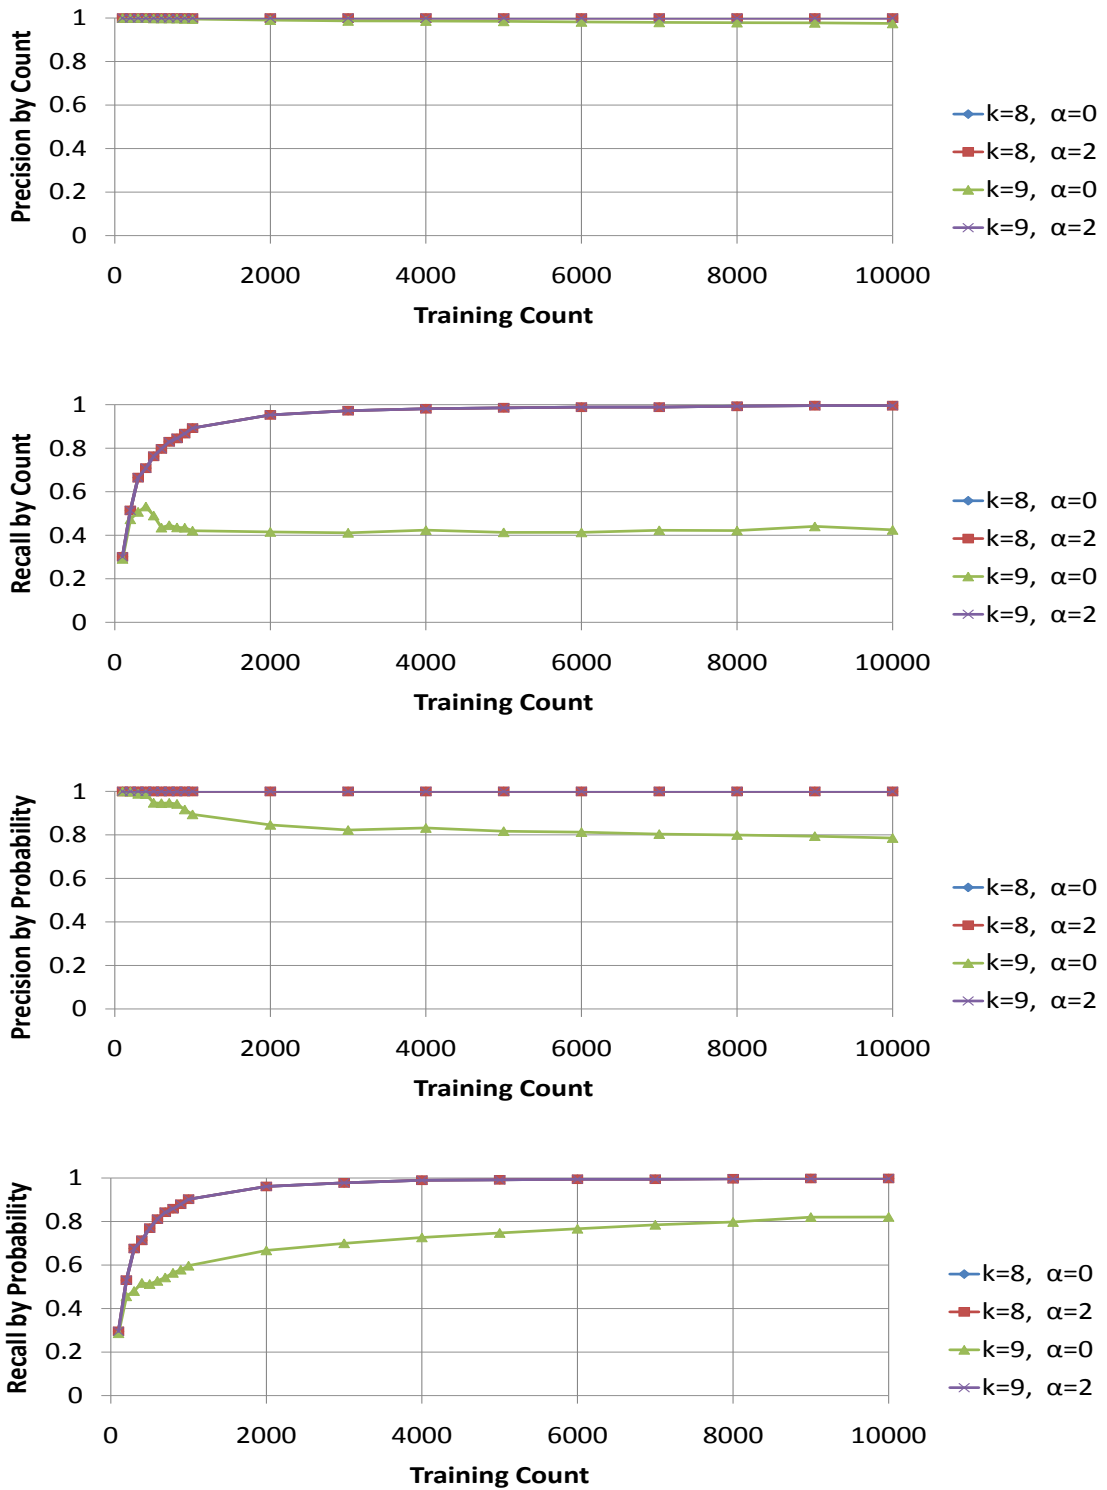 Precision by Count
1
0.8
0.6
0.4
0.2
0
0 2000 4000 6000 8000 10000
Training Count
k=8, α=0
k=8, α=2
k=9, α=0
k=9, α=2
Recall by Count
1
0.8
0.6
0.4
0.2
0
0 2000 4000 6000 8000 10000
Training Count
k=8, α=0
k=8, α=2
k=9, α=0
k=9, α=2
Precision by Probability
1
0.8
0.6
0.4
0.2
0
0 2000 4000 6000 8000 10000
Training Count
k=8, α=0
k=8, α=2
k=9, α=0
k=9, α=2
Recall by Probability
1
0.8
0.6
0.4
0.2
0
0 2000 4000 6000 8000 10000
Training Count
k=8, α=0
k=8, α=2
k=9, α=0
k=9, α=2